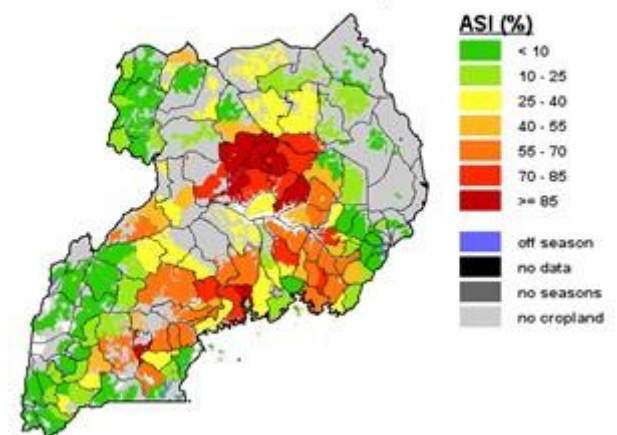 ASI (%)
< 10
10 - 25
25 - 40
40 - 55
55 - 70
70 - 85
>= 85
off season
no data
no seasons
no cropland